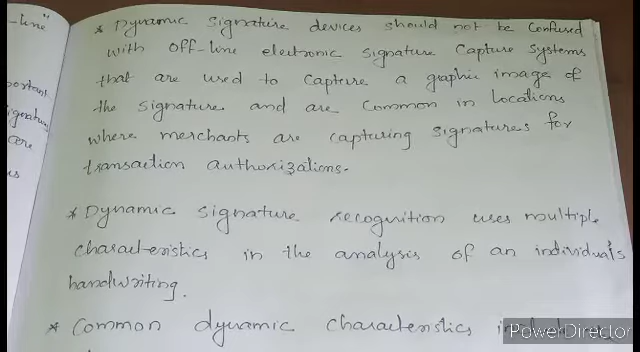 -line"
* Dynamic signature devices should not be confused
with off-line electronic signature capture systems
that are used to capture a graphic image of
the signature and are common in locations
where merchants are capturing signatures for
transaction authorizations.
* Dynamic signature recognition uses multiple
characteristics in the analysis of an individual's
handwriting.
* Common dynamic characteristics
PowerDirector